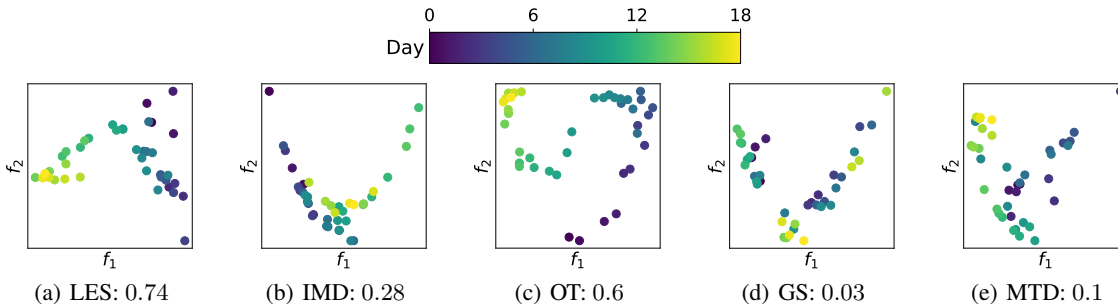 0 6 12 18
Day
f₂ f₂ f₂ f₂ f₂
f₁ f₁ f₁ f₁ f₁
(a) LES: 0.74 (b) IMD: 0.28 (c) OT: 0.6 (d) GS: 0.03 (e) MTD: 0.1